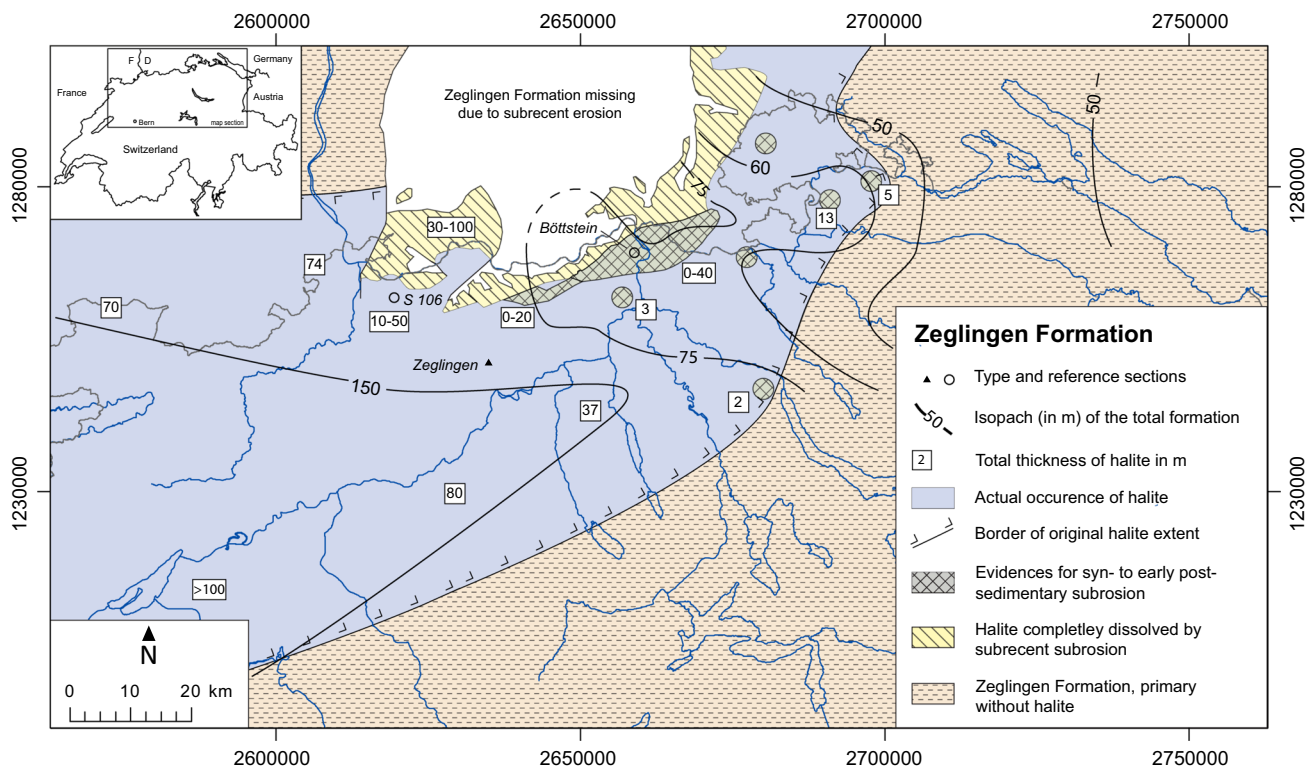 2600000
2650000
2700000
2750000
F D
Germany
France
Austria
Bern
map section
Switzerland
Zeglingen Formation missing
due to subrecent erosion
50
50
60
75
1280000
1280000
5
13
Böttstein
30-100
74
0-40
70
S 106
10-50
0-20
3
Zeglingen
75
150
2
37
80
1230000
1230000
>100
N
0 10 20 km
Zeglingen Formation
Type and reference sections
50
Isopach (in m) of the total formation
2
Total thickness of halite in m
Actual occurence of halite
Border of original halite extent
Evidences for syn- to early post-
sedimentary subrosion
Halite completley dissolved by
subrecent subrosion
Zeglingen Formation, primary
without halite
2600000
2650000
2700000
2750000